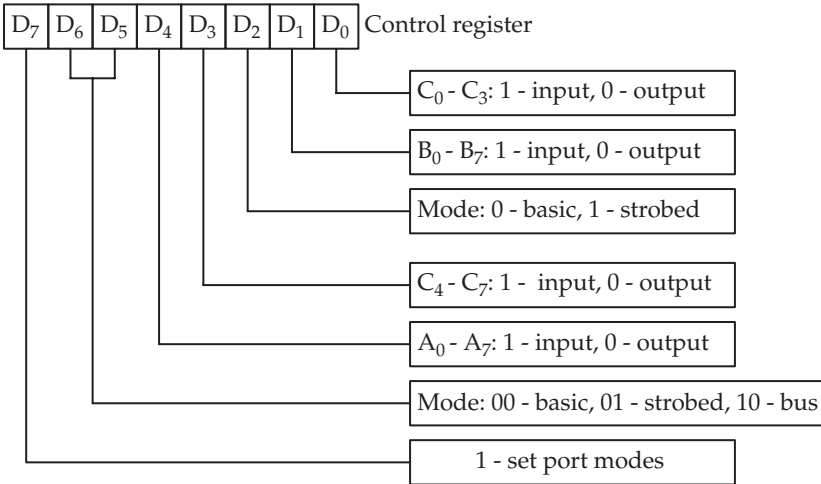 D₇ D₆ D₅ D₄ D₃ D₂ D₁ D₀ Control register
C₀ - C₃: 1 - input, 0 - output
B₀ - B₇: 1 - input, 0 - output
Mode: 0 - basic, 1 - strobed
C₄ - C₇: 1 - input, 0 - output
A₀ - A₇: 1 - input, 0 - output
Mode: 00 - basic, 01 - strobed, 10 - bus
1 - set port modes